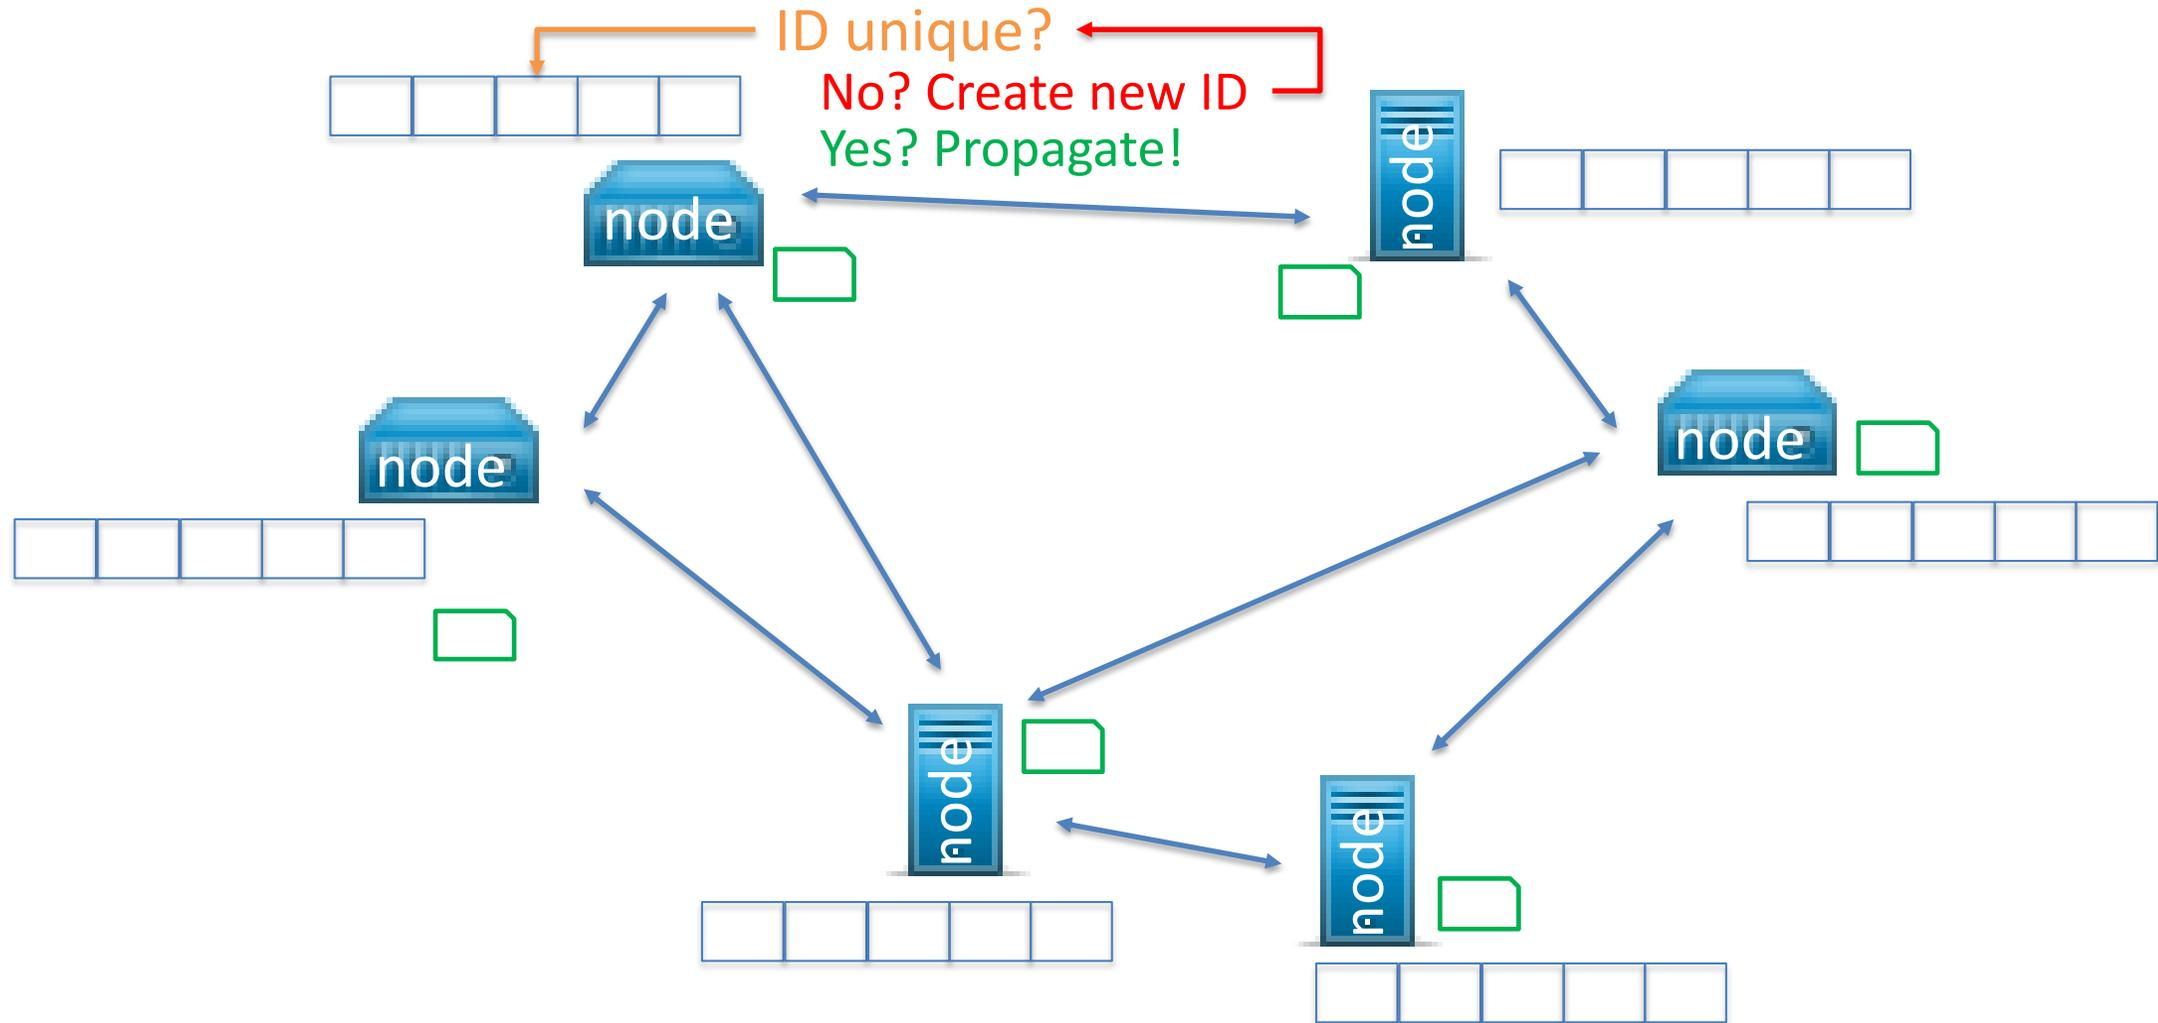 ID unique?
No? Create new ID
Yes? Propagate!
node
node
node
node
node
node